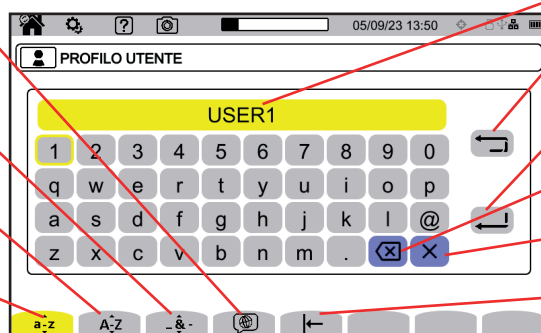 ? 05/09/23 13:50
PROFILO UTENTE
USER1
1 2 3 4 5 6 7 8 9 0
q w e r t y u i o p
a s d f g h j k l @
z x c v b n m .
a-z A-Z _&-